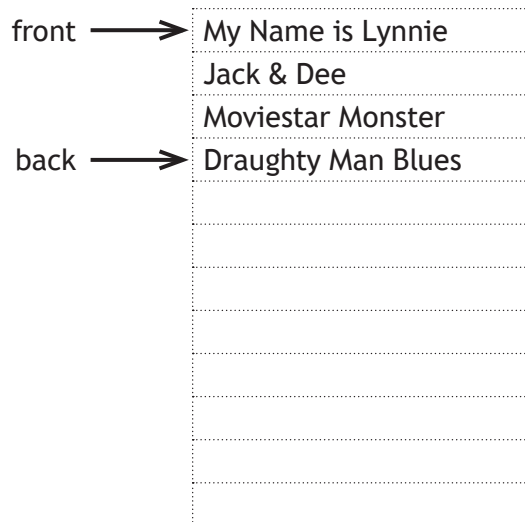 front My Name is Lynnie
Jack & Dee
Moviestar Monster
back Draughty Man Blues